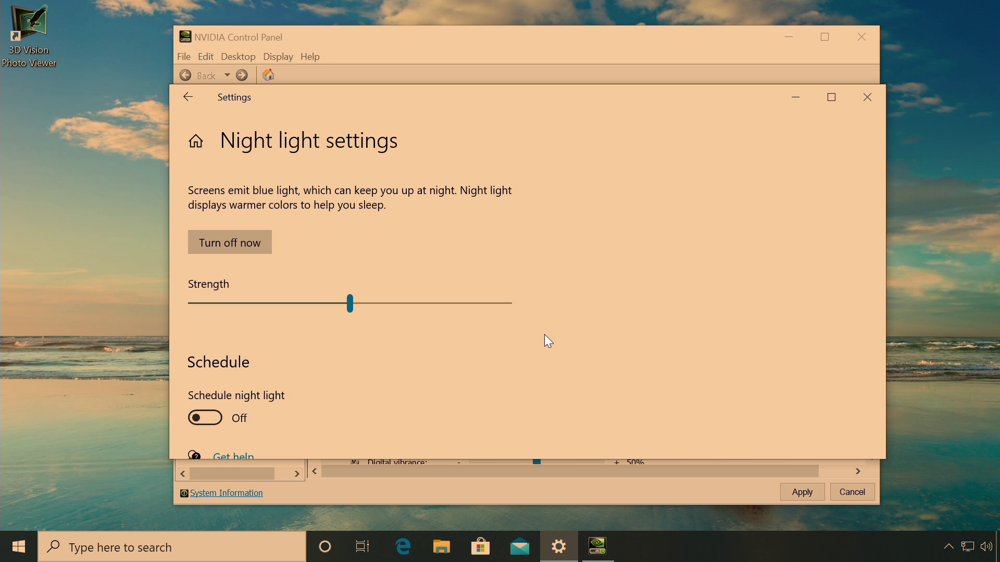 3D Vision
Photo Viewer
NVIDIA Control Panel
File Edit Desktop Display Help
Back
Settings
Night light settings
Screens emit blue light, which can keep you up at night. Night light
displays warmer colors to help you sleep.
Turn off now
Strength
Schedule
Schedule night light
Off
Get help
Digital vibrance: - + 50%
System Information
Apply Cancel
Type here to search